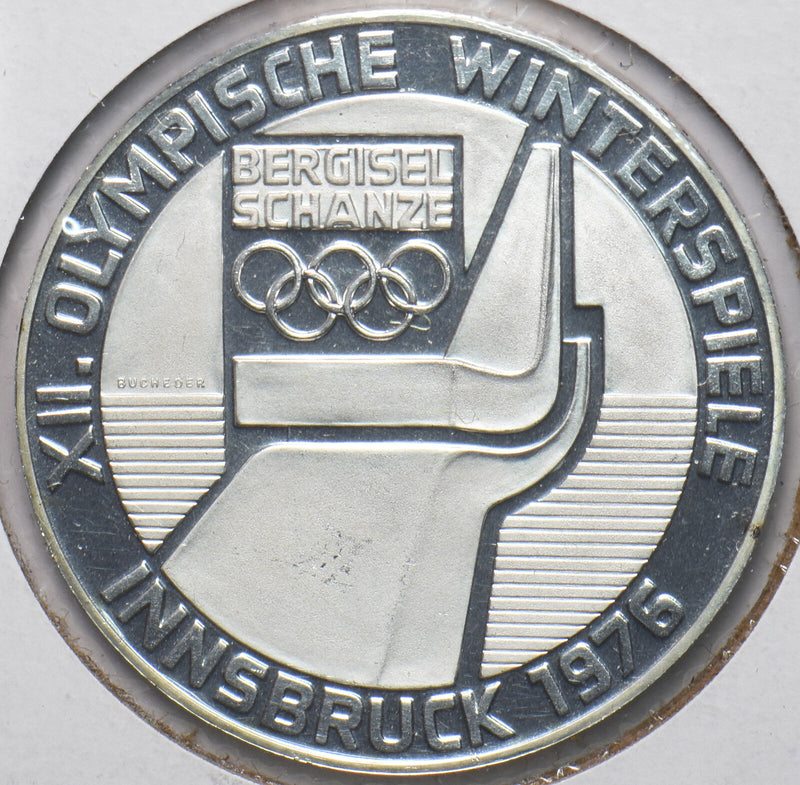 XII. OLYMPISCHE WINTERSPIELE
BERGISEL
SCHANZE
BUCHEDER
INNSBRUCK 1976